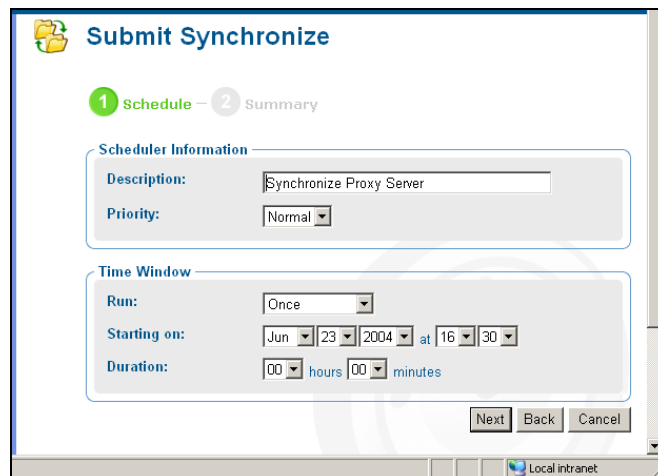 Submit Synchronize
1 Schedule – 2 Summary
Scheduler Information
Description: Synchronize Proxy Server
Priority: Normal
Time Window
Run: Once
Starting on: Jun 23 2004 at 16 30
Duration: 00 hours 00 minutes
Next Back Cancel
Local intranet